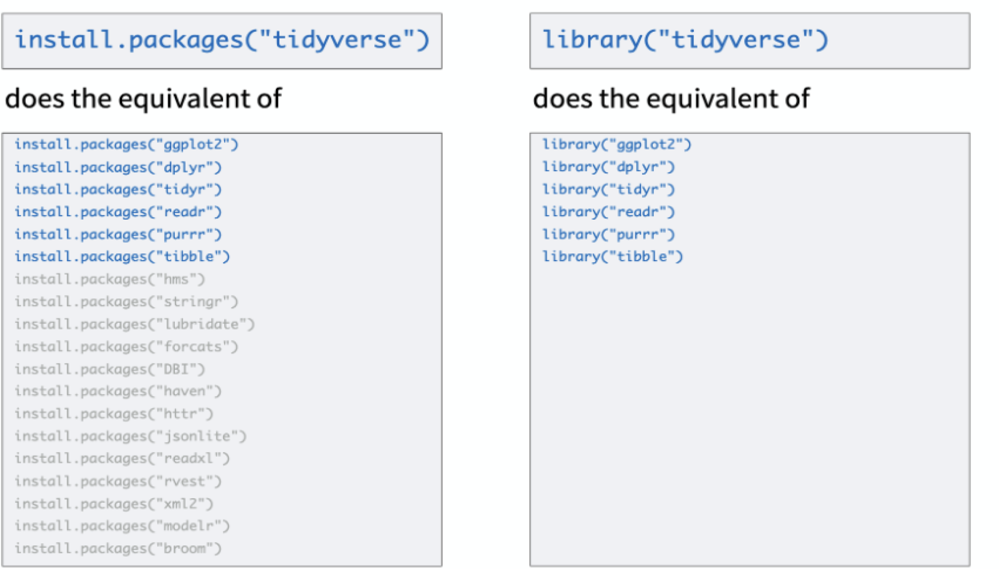 install.packages("tidyverse")
does the equivalent of
install.packages("ggplot2")
install.packages("dplyr")
install.packages("tidyr")
install.packages("readr")
install.packages("purrr")
install.packages("tibble")
install.packages("hms")
install.packages("stringr")
install.packages("lubridate")
install.packages("forcats")
install.packages("DBI")
install.packages("haven")
install.packages("httr")
install.packages("jsonlite")
install.packages("readxl")
install.packages("rvest")
install.packages("xml2")
install.packages("modelr")
install.packages("broom")
library("tidyverse")
does the equivalent of
library("ggplot2")
library("dplyr")
library("tidyr")
library("readr")
library("purrr")
library("tibble")